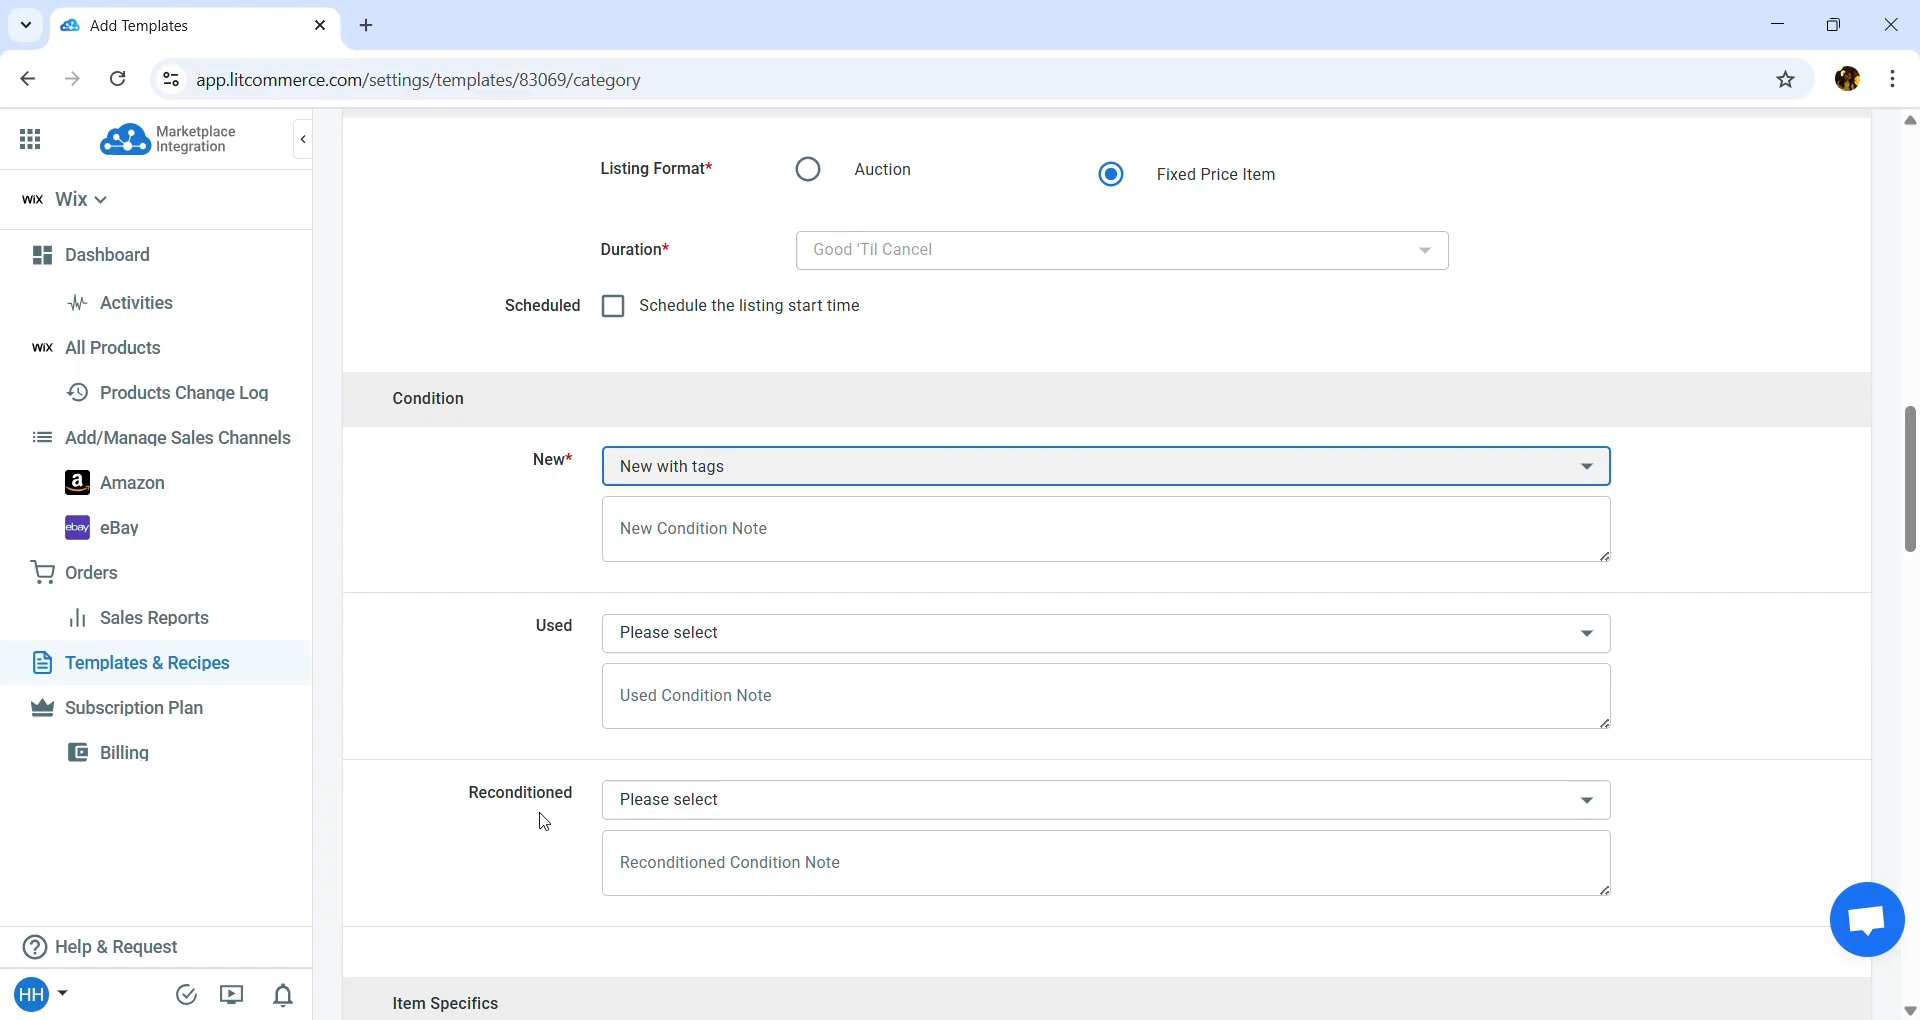 Add Templates
app.litcommerce.com/settings/templates/83069/category
Marketplace
Integration
WiX Wix
Dashboard
Activities
WiX All Products
Products Change Log
Add/Manage Sales Channels
a Amazon
ebay eBay
Orders
Sales Reports
Templates & Recipes
Subscription Plan
Billing
Help & Request
HH
Listing Format* Auction Fixed Price Item
Duration* Good 'Til Cancel
Scheduled Schedule the listing start time
Condition
New* New with tags
New Condition Note
Used Please select
Used Condition Note
Reconditioned Please select
Reconditioned Condition Note
Item Specifics